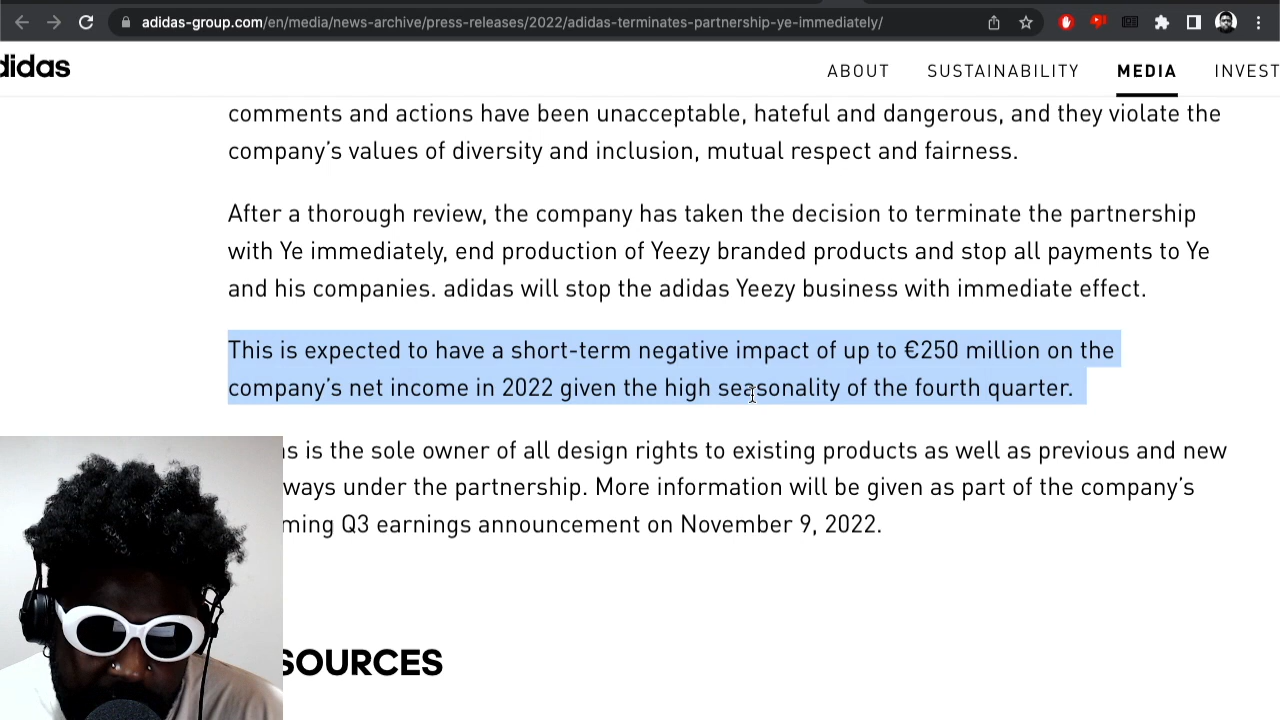 adidas-group.com/en/media/news-archive/press-releases/2022/adidas-terminates-partnership-ye-immediately/
didas
ABOUT SUSTAINABILITY MEDIA INVEST
comments and actions have been unacceptable, hateful and dangerous, and they violate the
company’s values of diversity and inclusion, mutual respect and fairness.
After a thorough review, the company has taken the decision to terminate the partnership
with Ye immediately, end production of Yeezy branded products and stop all payments to Ye
and his companies. adidas will stop the adidas Yeezy business with immediate effect.
This is expected to have a short-term negative impact of up to €250 million on the
company’s net income in 2022 given the high seasonality of the fourth quarter.
s is the sole owner of all design rights to existing products as well as previous and new
ways under the partnership. More information will be given as part of the company’s
ming Q3 earnings announcement on November 9, 2022.
SOURCES